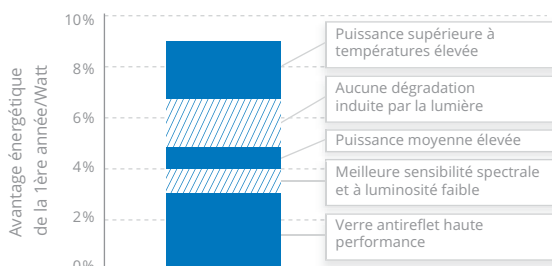 Avantage énergétique
de la 1ère année/Watt
10%
8%
6%
4%
2%
0%
Puissance supérieure à
températures élevée
Aucune dégradation
induite par la lumière
Puissance moyenne élevée
Meilleure sensibilité spectrale
et à luminosité faible
Verre antireflet haute
performance